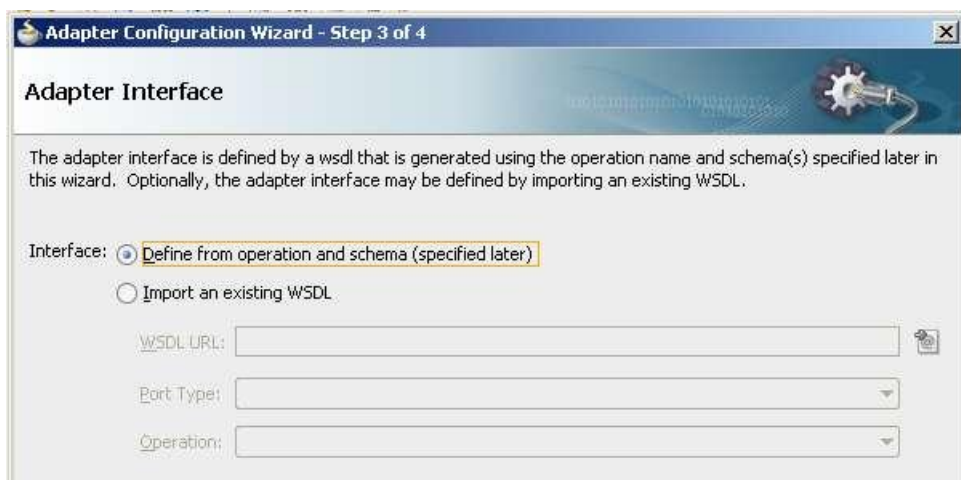 Adapter Configuration Wizard - Step 3 of 4
Adapter Interface
The adapter interface is defined by a wsdl that is generated using the operation name and schema(s) specified later in
this wizard. Optionally, the adapter interface may be defined by importing an existing WSDL.
Interface: Define from operation and schema (specified later)
Import an existing WSDL
WSDL URL:
Port Type:
Operation: